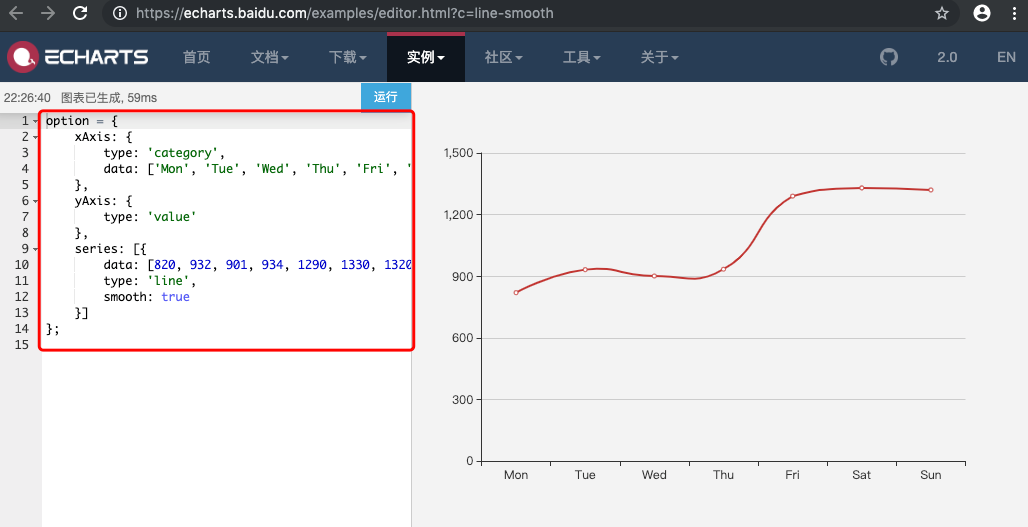 https://echarts.baidu.com/examples/editor.html?c=line-smooth
ECHARTS 首页 文档 下载 实例 社区 工具 关于 2.0 EN
22:26:40 图表已生成, 59ms 运行
1 option = {
2 xAxis: {
3 type: 'category',
4 data: ['Mon', 'Tue', 'Wed', 'Thu', 'Fri', '
5 },
6 yAxis: {
7 type: 'value'
8 },
9 series: [{
10 data: [820, 932, 901, 934, 1290, 1330, 1320
11 type: 'line',
12 smooth: true
13 }]
14 };
15
1,500
1,200
900
600
300
0
Mon Tue Wed Thu Fri Sat Sun